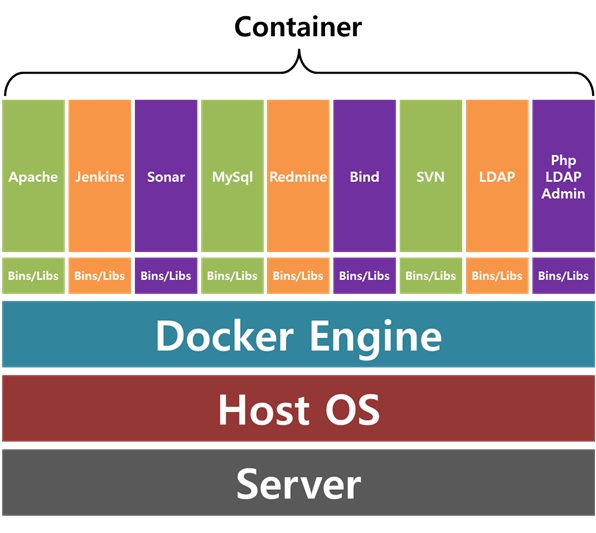 Container
Apache
Jenkins
Sonar
MySql
Redmine
Bind
SVN
LDAP
Php
LDAP
Admin
Bins/Libs
Bins/Libs
Bins/Libs
Bins/Libs
Bins/Libs
Bins/Libs
Bins/Libs
Bins/Libs
Bins/Libs
Docker Engine
Host OS
Server